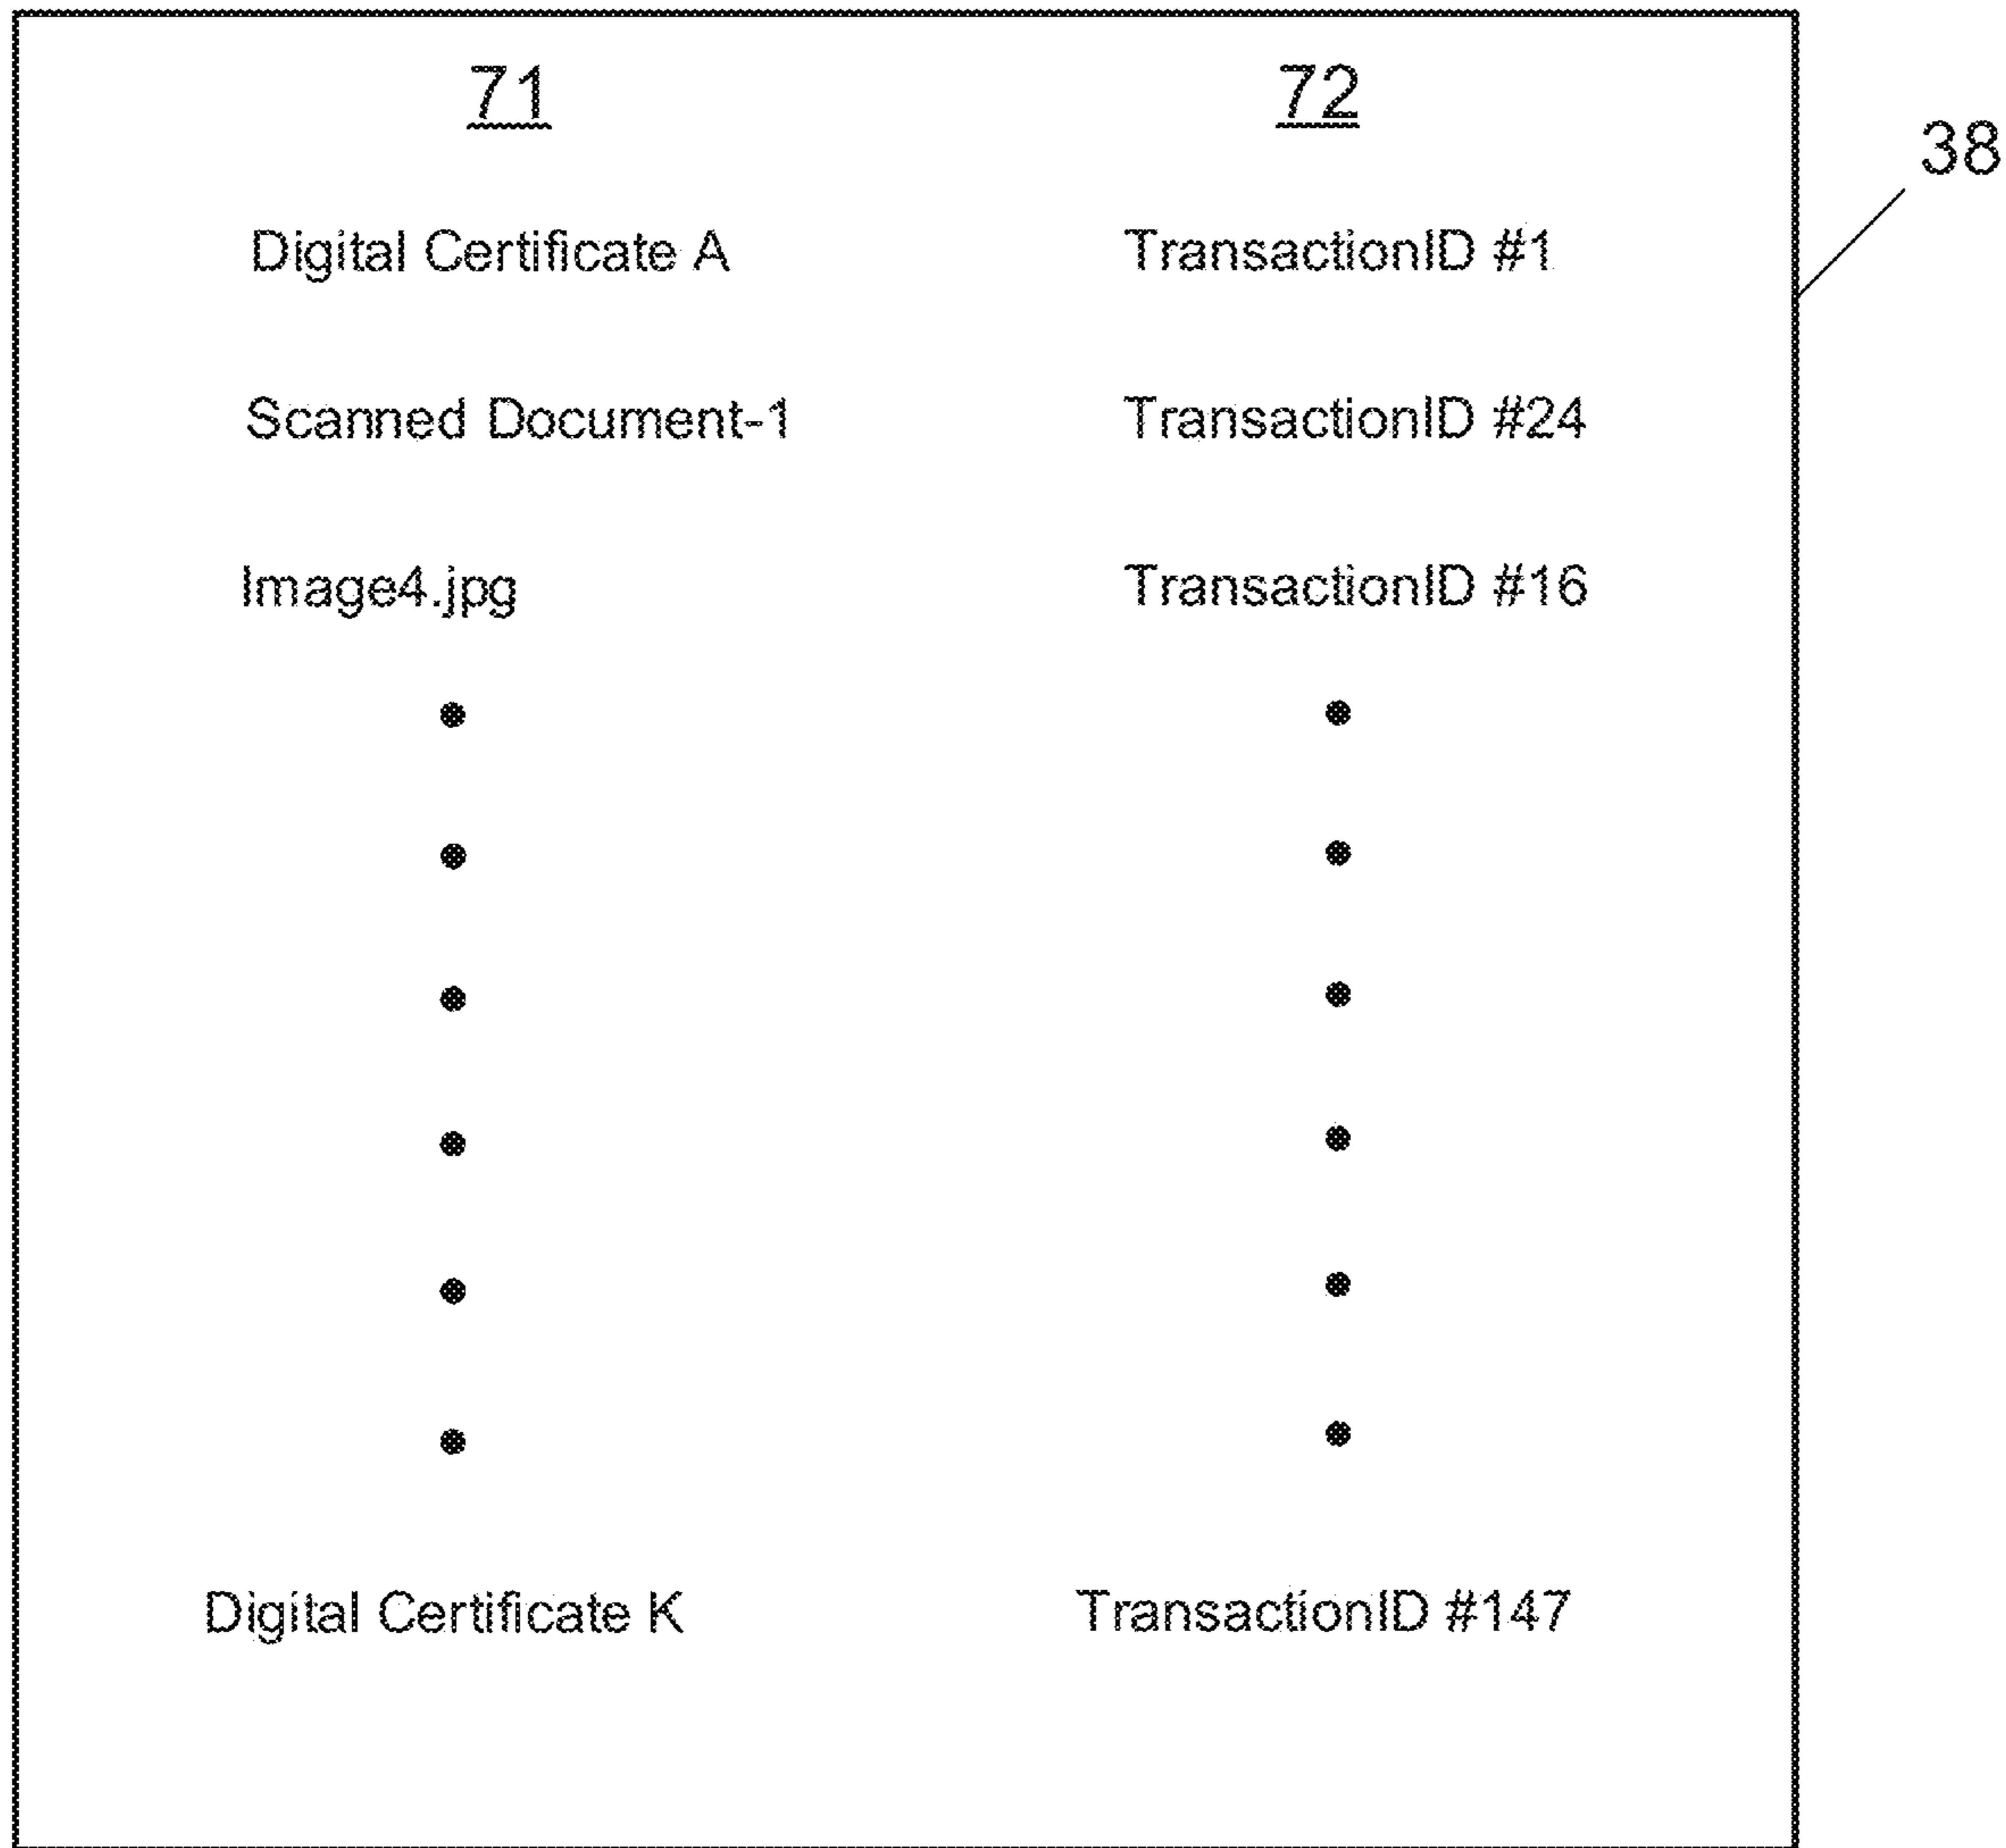 71 72
38
Digital Certificate A TransactionID #1
Scanned Document-1 TransactionID #24
Image4.jpg TransactionID #16
Digital Certificate K TransactionID #147